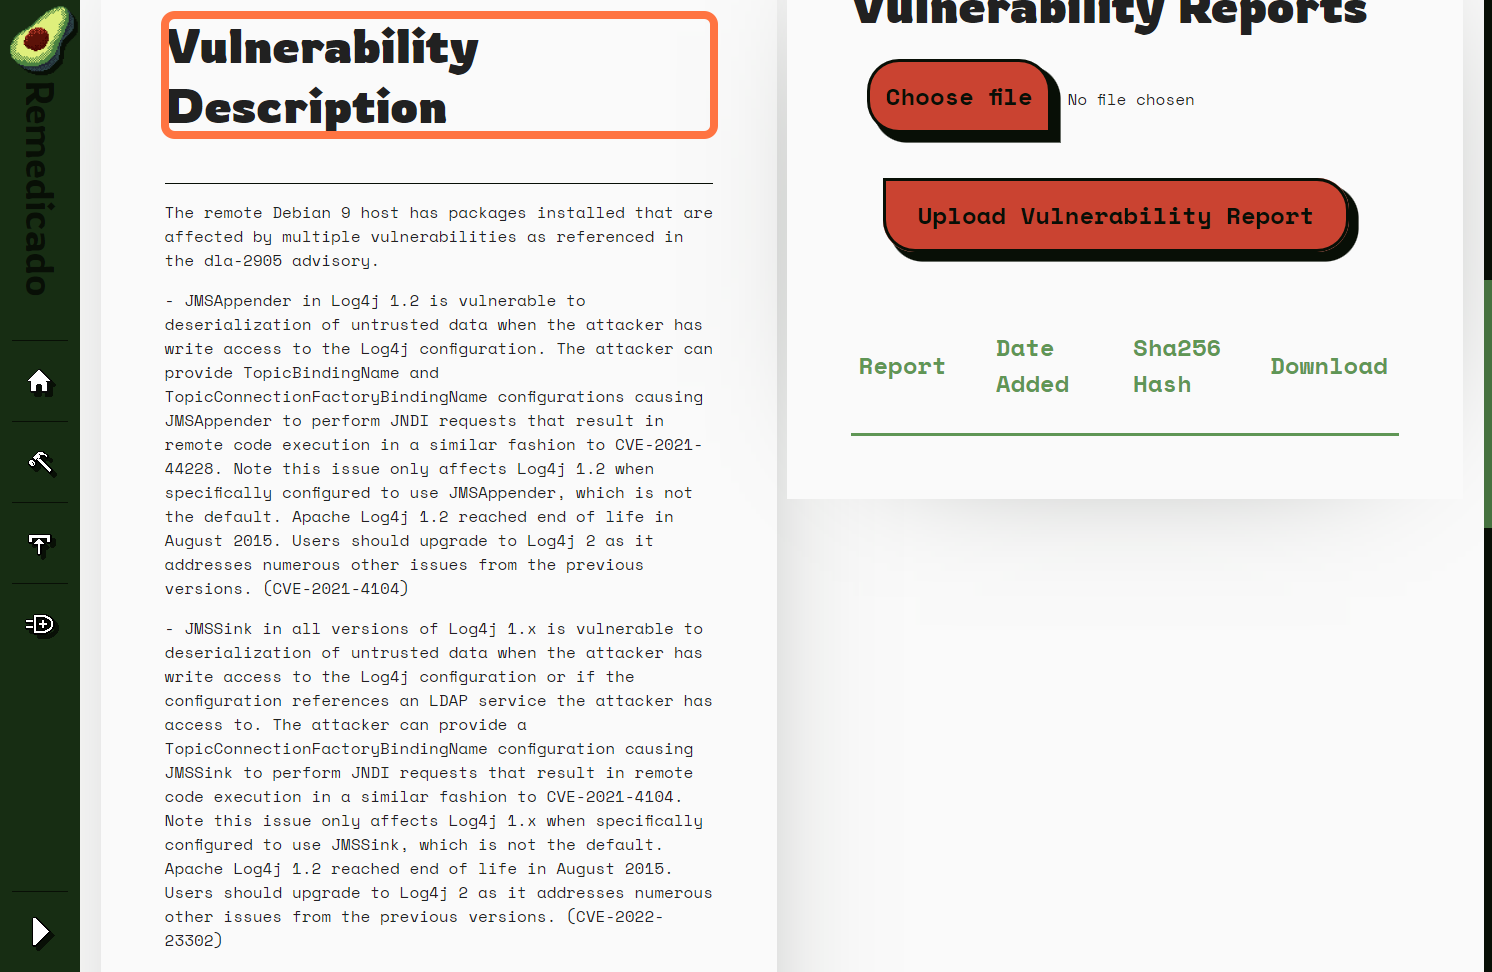 Remedicado
Vulnerability
Description
The remote Debian 9 host has packages installed that are
affected by multiple vulnerabilities as referenced in
the dla-2905 advisory.
- JMSAppender in Log4j 1.2 is vulnerable to
deserialization of untrusted data when the attacker has
write access to the Log4j configuration. The attacker can
provide TopicBindingName and
TopicConnectionFactoryBindingName configurations causing
JMSAppender to perform JNDI requests that result in
remote code execution in a similar fashion to CVE-2021-
44228. Note this issue only affects Log4j 1.2 when
specifically configured to use JMSAppender, which is not
the default. Apache Log4j 1.2 reached end of life in
August 2015. Users should upgrade to Log4j 2 as it
addresses numerous other issues from the previous
versions. (CVE-2021-4104)
- JMSSink in all versions of Log4j 1.x is vulnerable to
deserialization of untrusted data when the attacker has
write access to the Log4j configuration or if the
configuration references an LDAP service the attacker has
access to. The attacker can provide a
TopicConnectionFactoryBindingName configuration causing
JMSSink to perform JNDI requests that result in remote
code execution in a similar fashion to CVE-2021-4104.
Note this issue only affects Log4j 1.x when specifically
configured to use JMSSink, which is not the default.
Apache Log4j 1.2 reached end of life in August 2015.
Users should upgrade to Log4j 2 as it addresses numerous
other issues from the previous versions. (CVE-2022-
23302)
Vulnerability Reports
Choose file No file chosen
Upload Vulnerability Report
Report Date Added Sha256 Hash Download